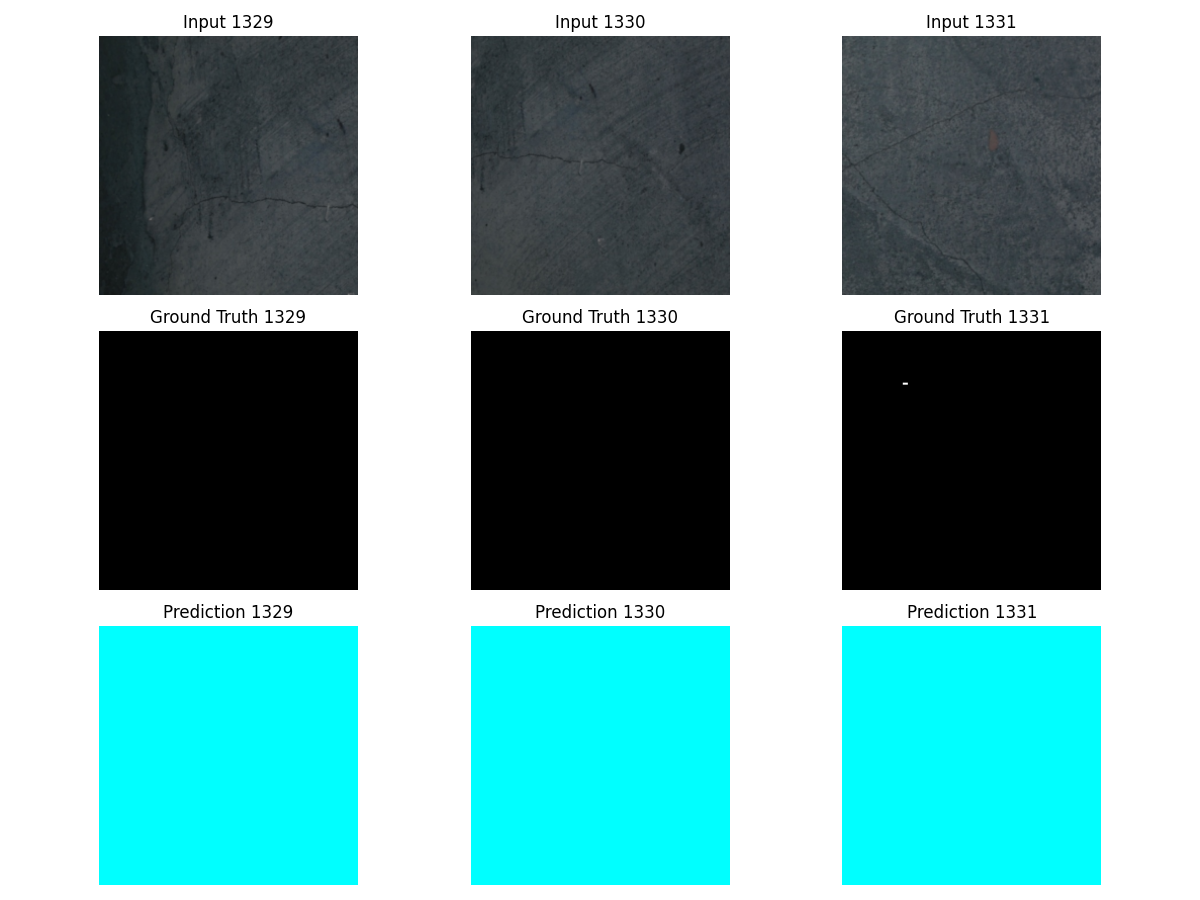 Input 1329
Input 1330
Input 1331
Ground Truth 1329
Ground Truth 1330
Ground Truth 1331
Prediction 1329
Prediction 1330
Prediction 1331